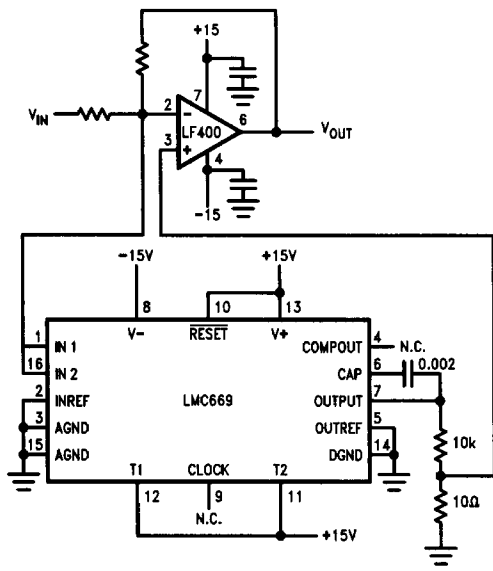 +15
7
V_IN
2
-
6
LF400
V_OUT
3
+
4
-15
-15V
+15V
8
10
13
V-
RESET
V+
1
IN 1
COMPOUT
4
N.C.
16
IN 2
CAP
6
0.002
2
INREF
LMC669
OUTPUT
7
3
AGND
OUTREF
5
10k
15
AGND
DGND
14
T1
CLOCK
T2
12
9
11
10Ω
N.C.
+15V